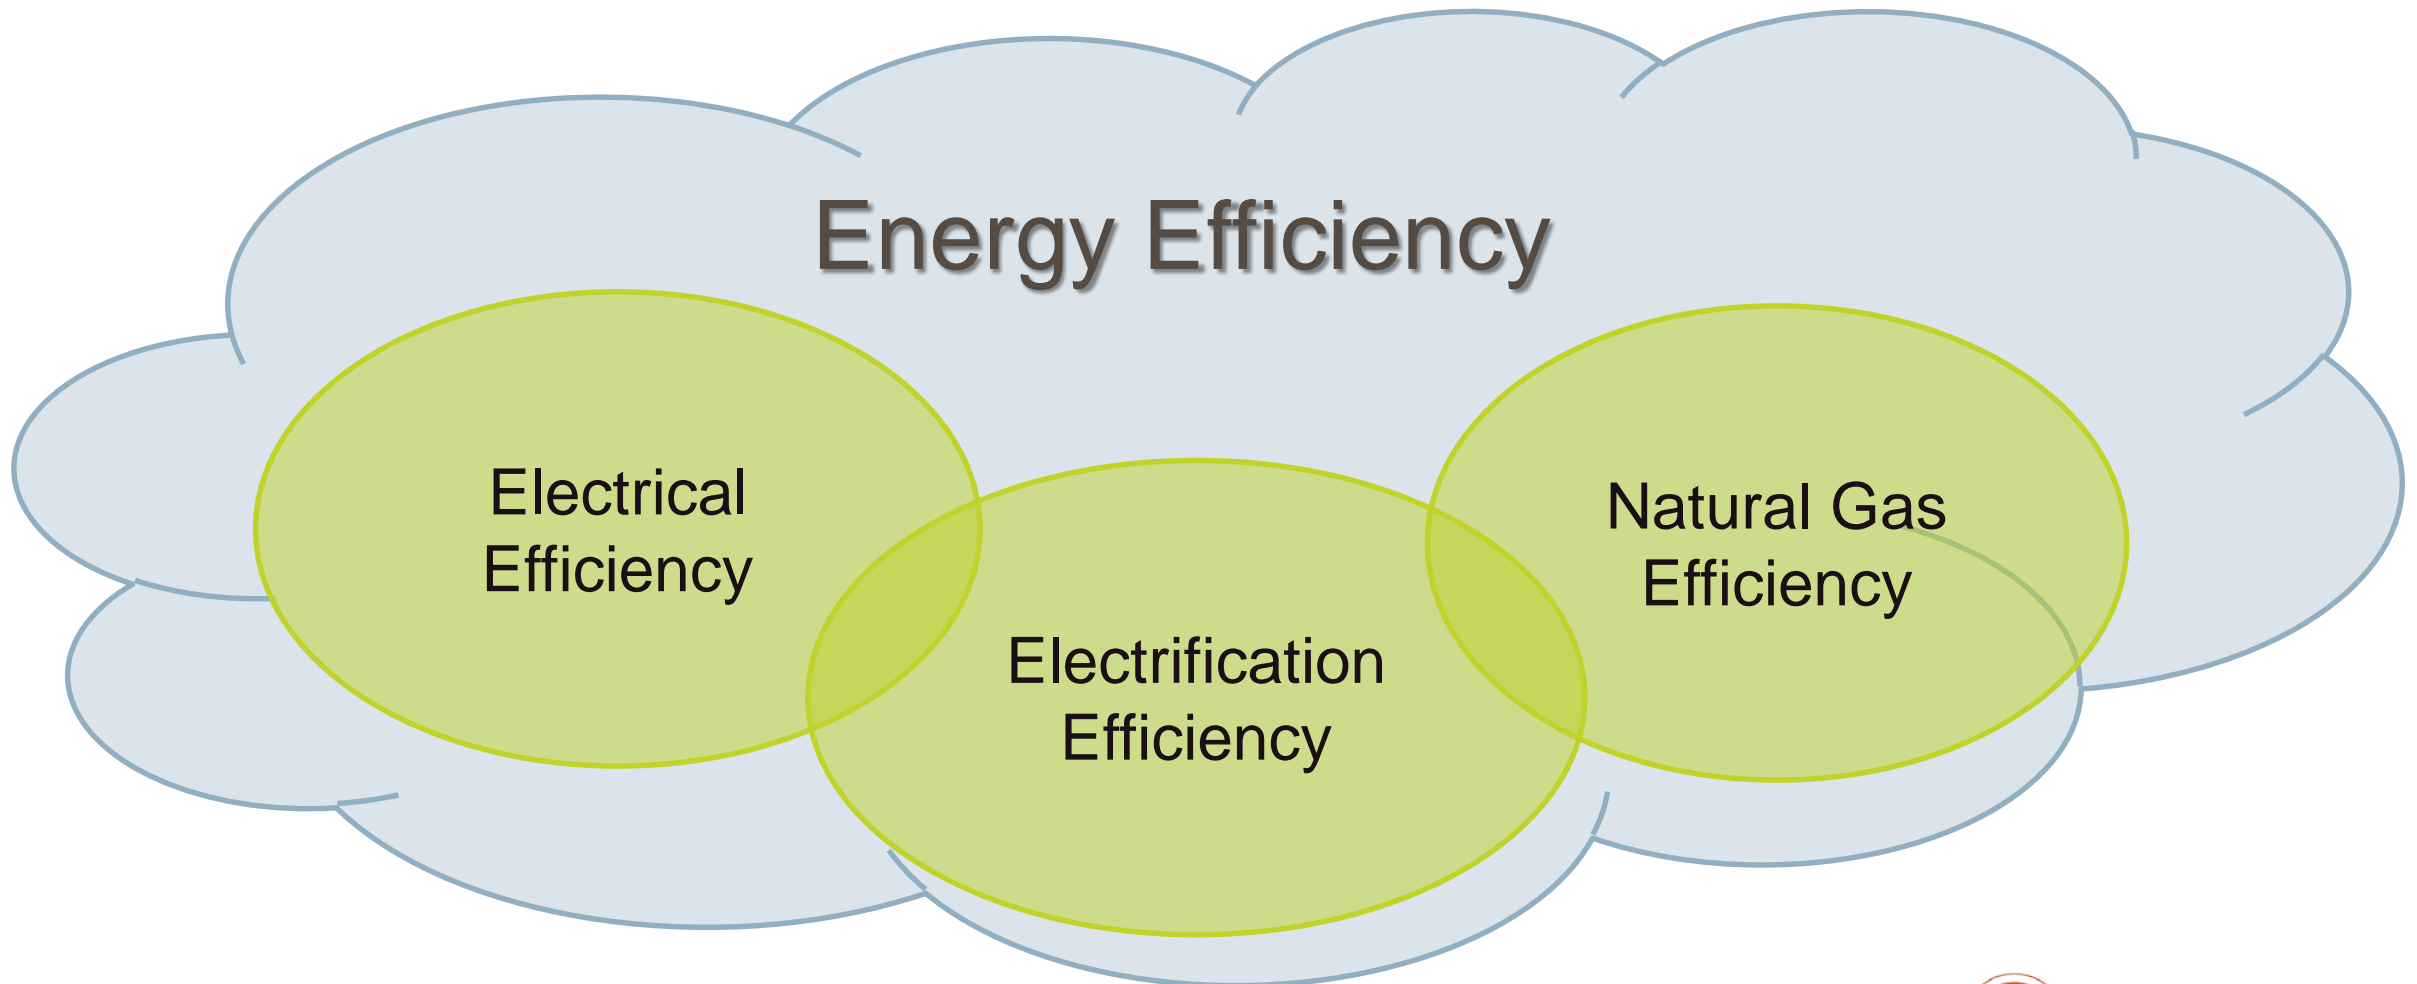 Energy Efficiency
Electrical
Efficiency
Electrification
Efficiency
Natural Gas
Efficiency